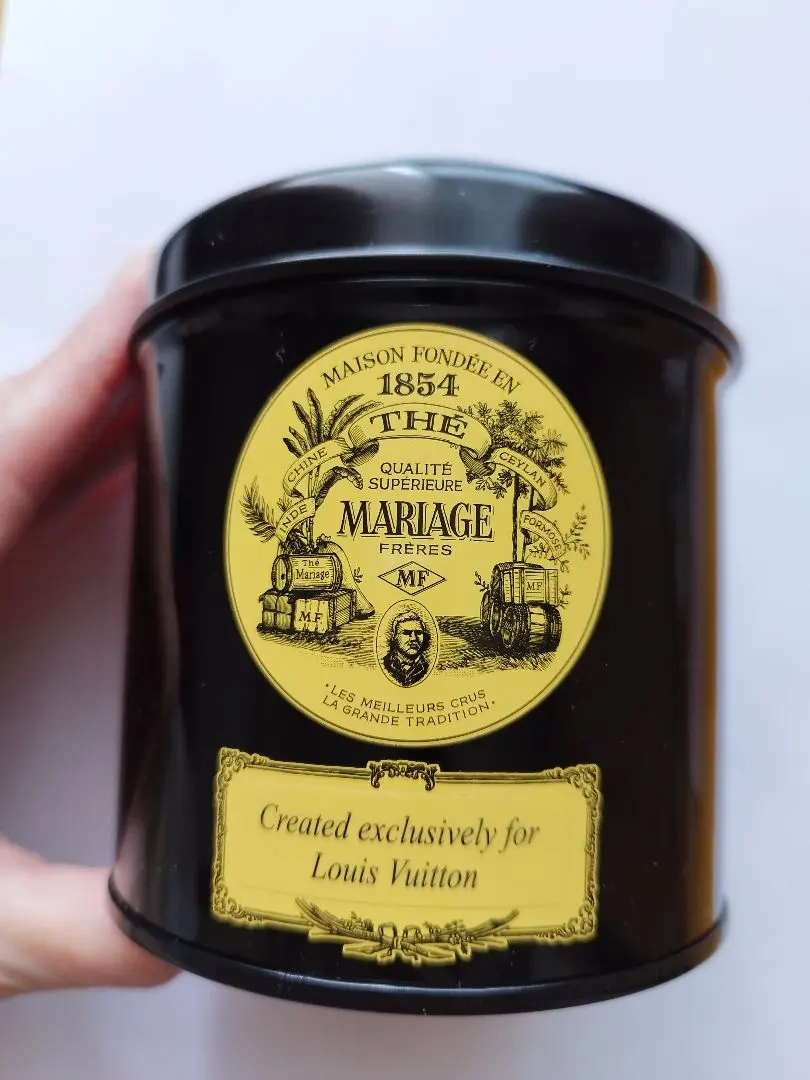 MAISON FONDÉE EN
1854
THÉ
CHINE
CEYLAN
QUALITÉ
SUPÉRIEURE
INDE
MARIAGE
FORMOSE
FRÈRES
MF
Thé
Mariage
MF
M.F.
•LES MEILLEURS CRUS
LA GRANDE TRADITION•
Created exclusively for
Louis Vuitton